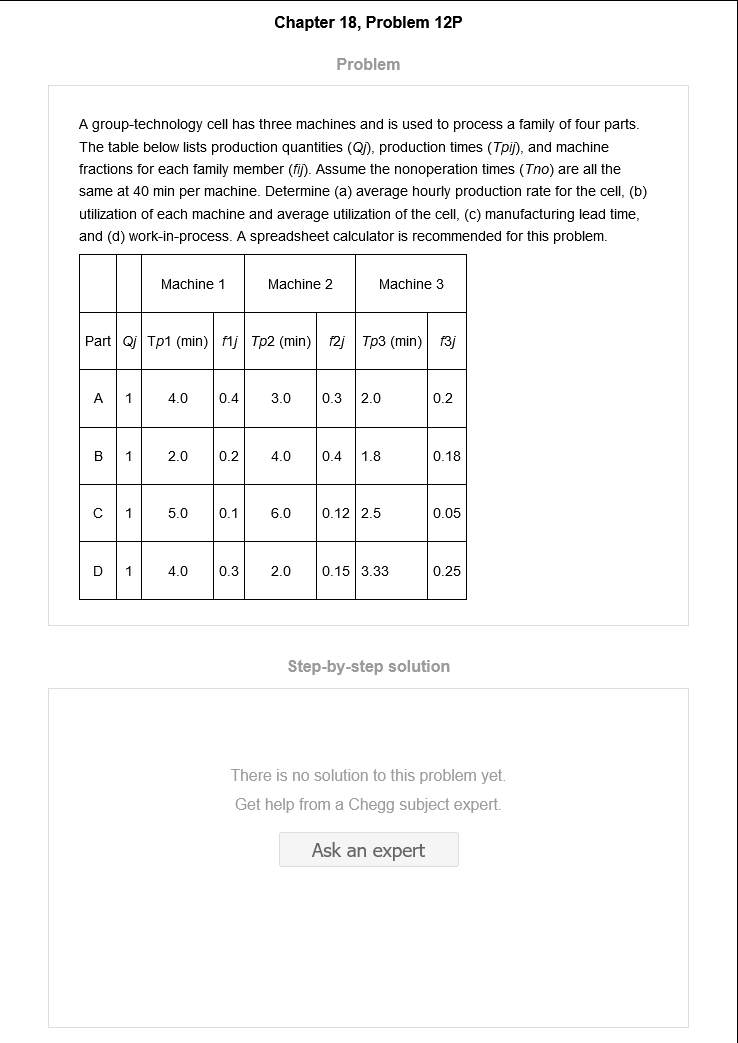 Chapter 18, Problem 12P
Problem
A group-technology cell has three machines and is used to process a family of four parts.
The table below lists production quantities (Qj), production times (Tpij), and machine
fractions for each family member (fij). Assume the nonoperation times (Tno) are all the
same at 40 min per machine. Determine (a) average hourly production rate for the cell, (b)
utilization of each machine and average utilization of the cell, (c) manufacturing lead time,
and (d) work-in-process. A spreadsheet calculator is recommended for this problem.
Machine 1 Machine 2 Machine 3
Part Qj Tp1 (min) f1j Tp2 (min) f2j Tp3 (min) f3j
A 1 4.0 0.4 3.0 0.3 2.0 0.2
B 1 2.0 0.2 4.0 0.4 1.8 0.18
C 1 5.0 0.1 6.0 0.12 2.5 0.05
D 1 4.0 0.3 2.0 0.15 3.33 0.25
Step-by-step solution
There is no solution to this problem yet.
Get help from a Chegg subject expert.
Ask an expert